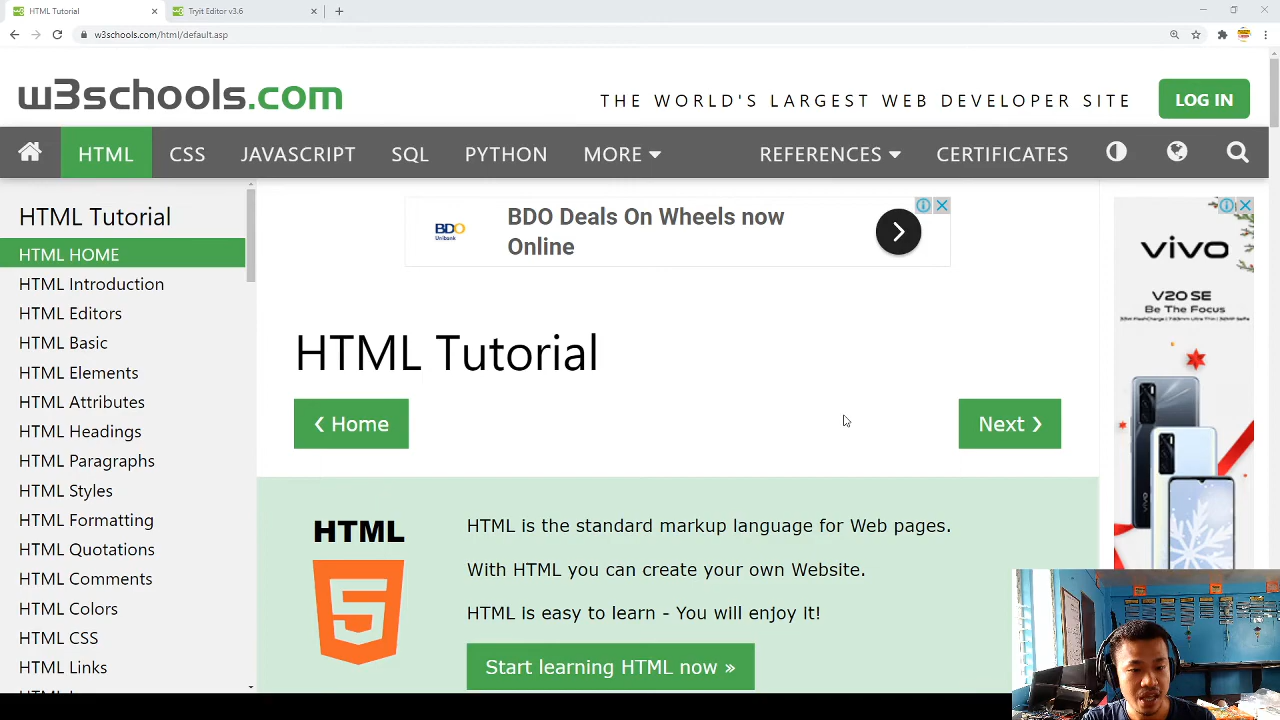 HTML Tutorial
Tryit Editor v3.6
w3schools.com/html/default.asp
w3schools.com
THE WORLD'S LARGEST WEB DEVELOPER SITE
LOG IN
HTML
CSS
JAVASCRIPT
SQL
PYTHON
MORE
REFERENCES
CERTIFICATES
HTML Tutorial
HTML HOME
HTML Introduction
HTML Editors
HTML Basic
HTML Elements
HTML Attributes
HTML Headings
HTML Paragraphs
HTML Styles
HTML Formatting
HTML Quotations
HTML Comments
HTML Colors
HTML CSS
HTML Links
BDO
Unibank
BDO Deals On Wheels now
Online
HTML Tutorial
❮ Home
Next ❯
HTML
5
HTML is the standard markup language for Web pages.
With HTML you can create your own Website.
HTML is easy to learn - You will enjoy it!
Start learning HTML now »
vivo
V20 SE
Be The Focus